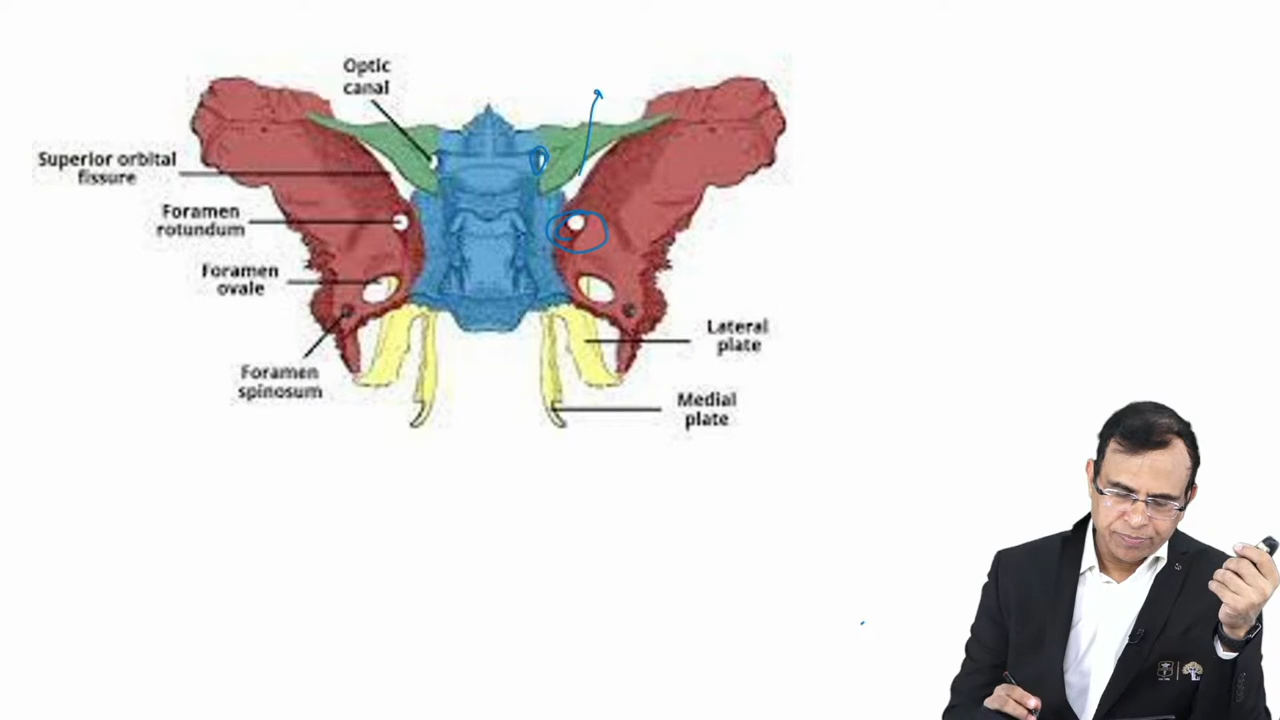 Optic
canal
Superior orbital
fissure
Foramen
rotundum
Foramen
ovale
Foramen
spinosum
Lateral
plate
Medial
plate